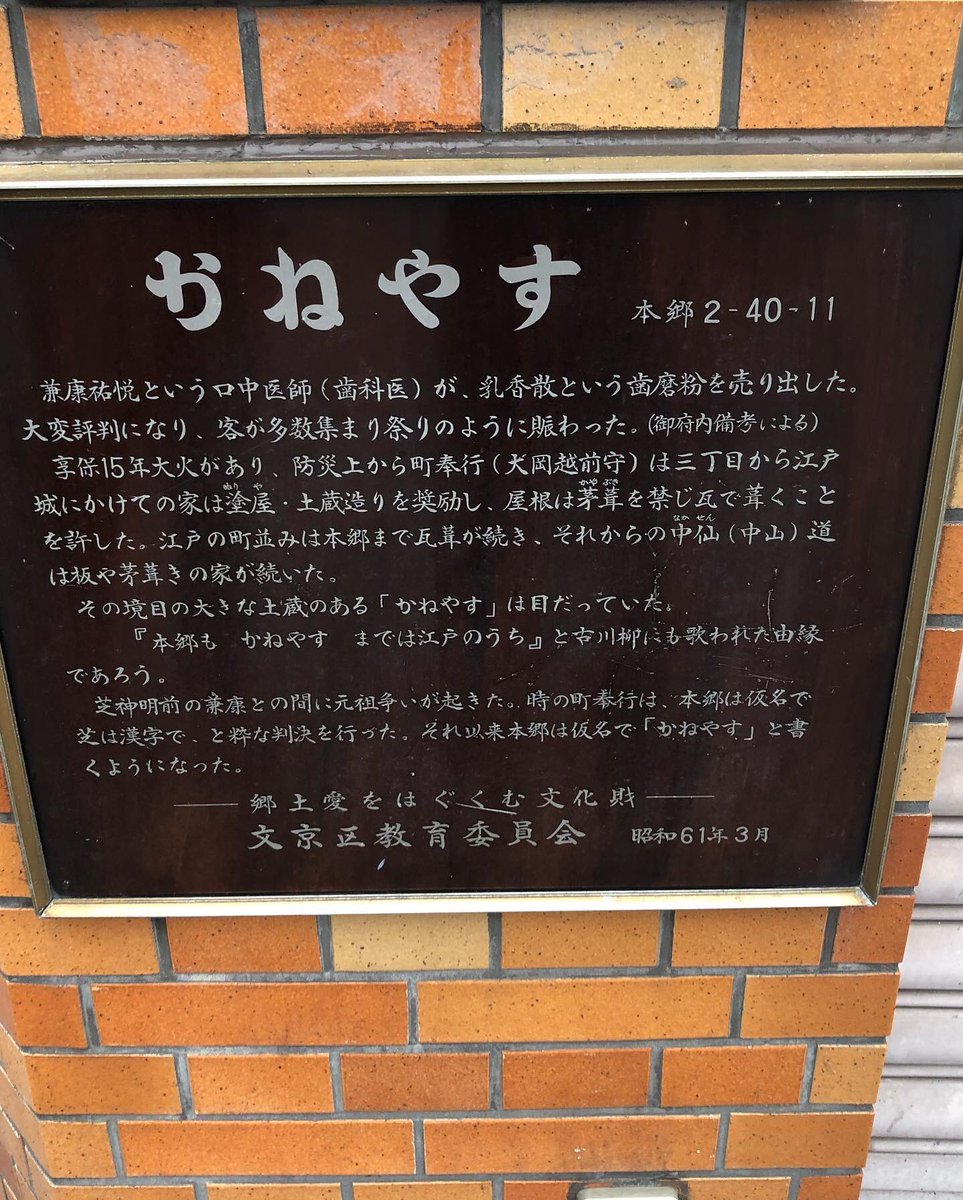 かねやす 本郷2-40-11
兼康祐悦という口中医師(歯科医)が、乳香散という歯磨粉を売り出した。
大変評判になり、客が多数集まり祭りのように賑わった。(御府内備考による)
享保15年大火があり、防災上から町奉行(大岡越前守)は三丁目から江戸
ぬり や かや ぶき
城にかけての家は塗屋・土蔵造りを奨励し、屋根は茅葺を禁じ瓦で葺くこと
なか せん
を許した。江戸の町並みは本郷まで瓦葺が続き、それからの中仙(中山)道
は板や茅葺きの家が続いた。
その境目の大きな土蔵のある「かねやす」は目だっていた。
『本郷も かねやす までは江戸のうち』と古川柳にも歌われた由縁
であろう。
芝神明前の兼康との間に元祖争いが起きた。時の町奉行は、本郷は仮名で
芝は漢字で、と粋な判決を行った。それ以来本郷は仮名で「かねやす」と書
くようになった。
郷土愛をはぐくむ文化財
文京区教育委員会 昭和61年3月